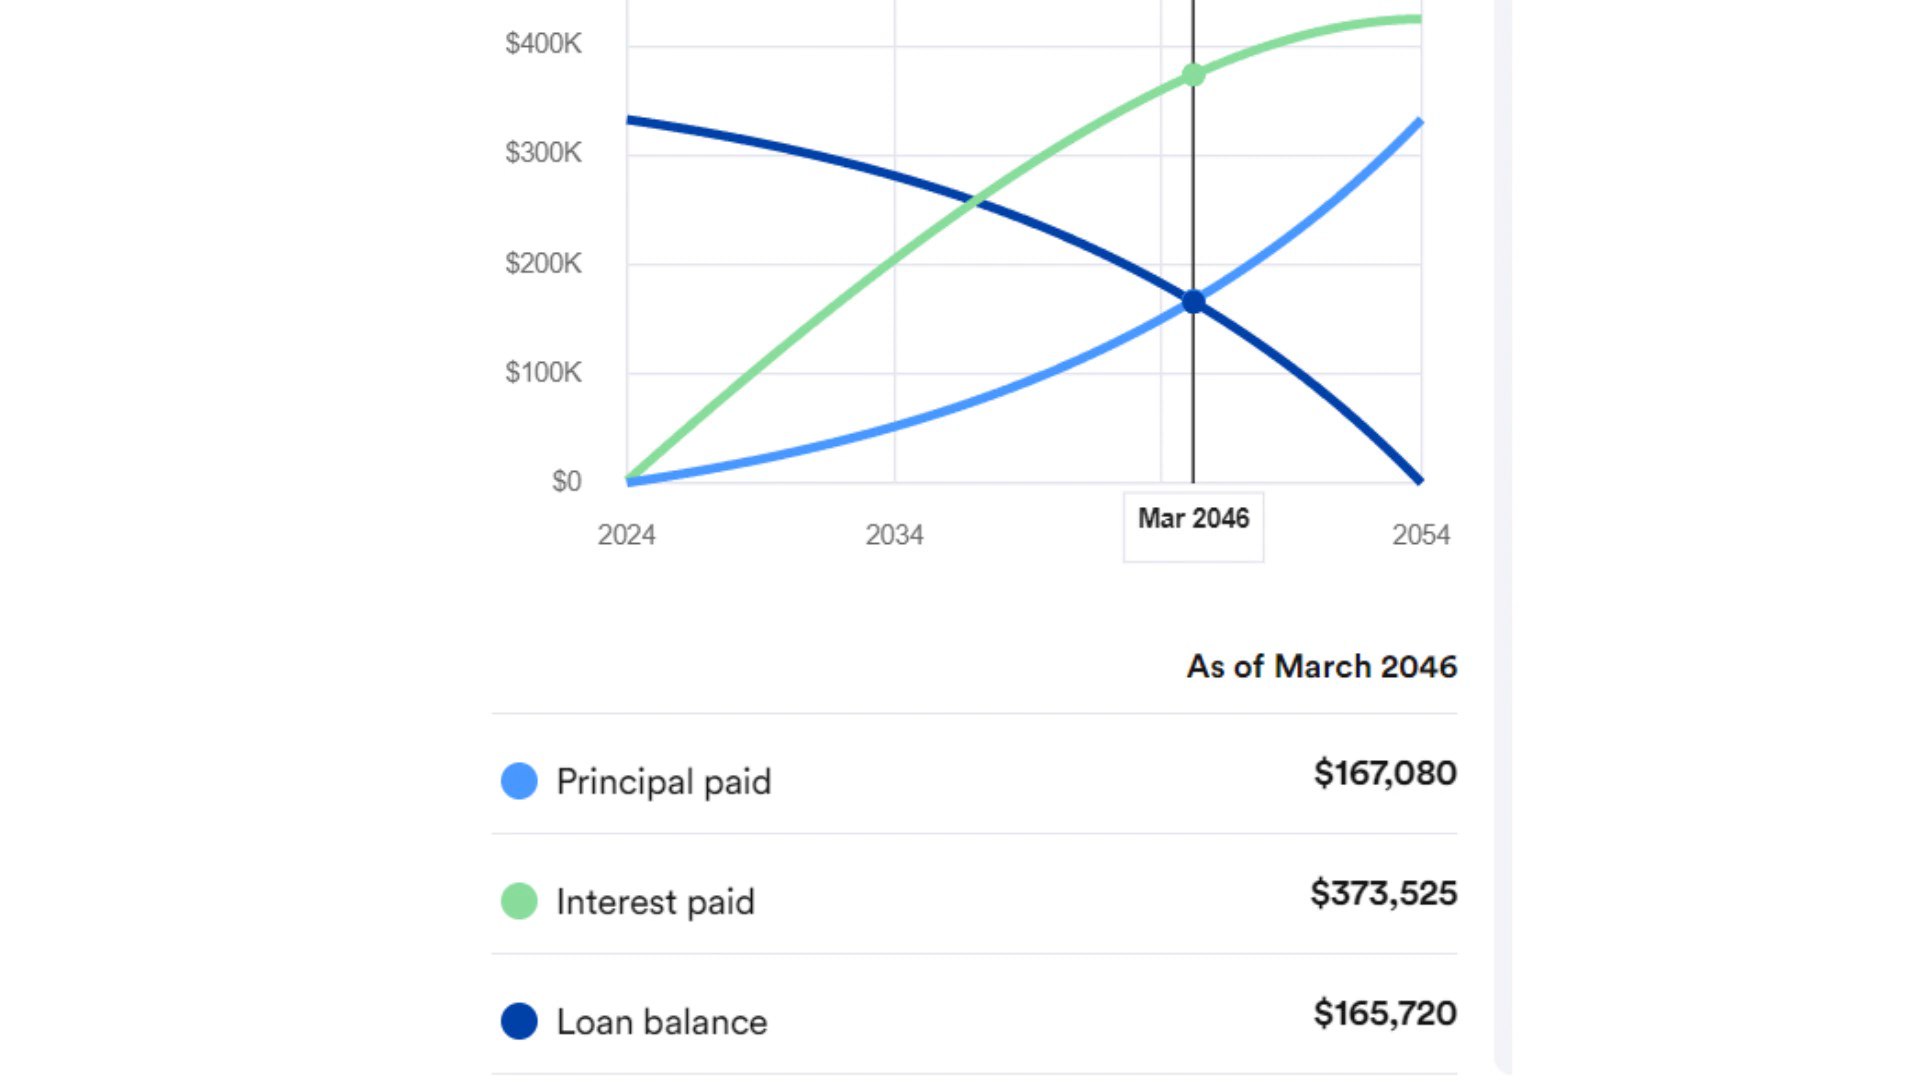 $400K
$300K
$200K
$100K
$0
2024 2034 Mar 2046 2054
As of March 2046
Principal paid $167,080
Interest paid $373,525
Loan balance $165,720